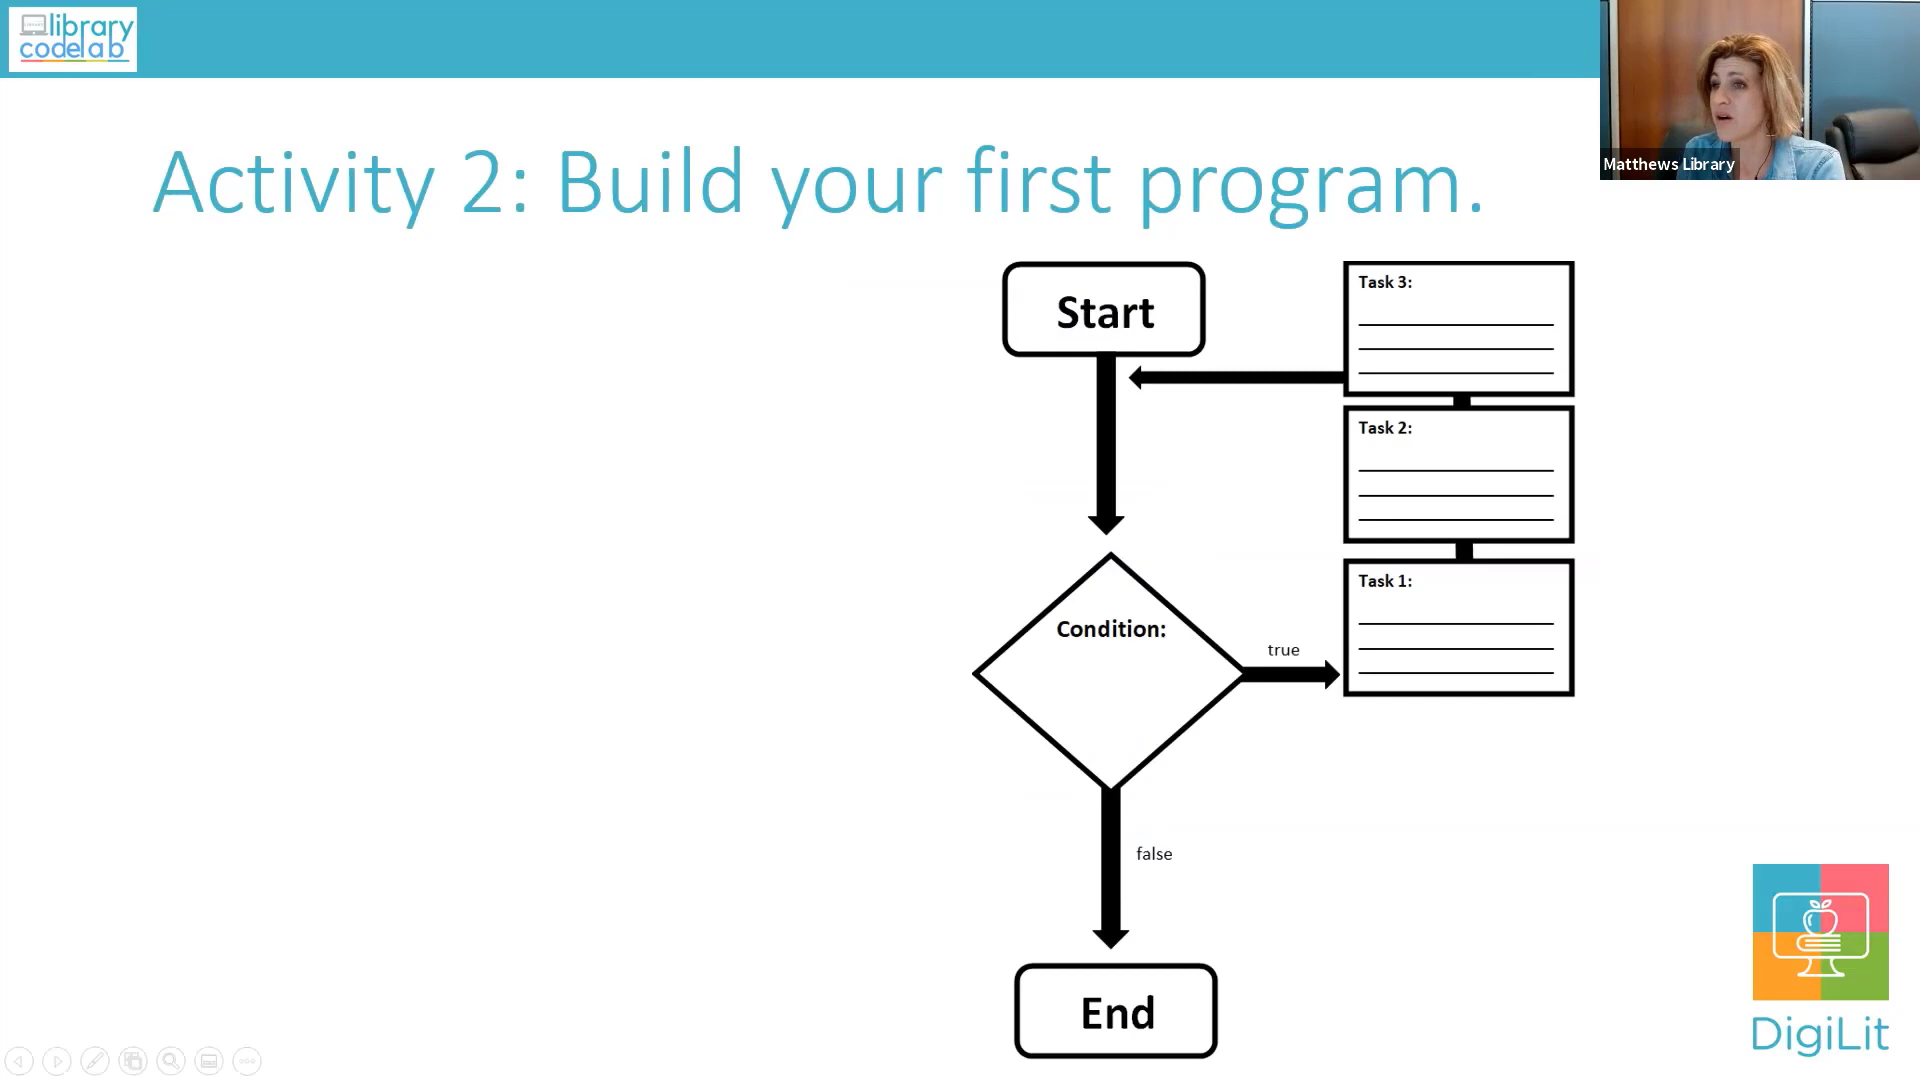 library
codelab
Matthews Library
Activity 2: Build your first program.
Start
Task 3:
Task 2:
Task 1:
Condition:
true
false
End
DigiLit